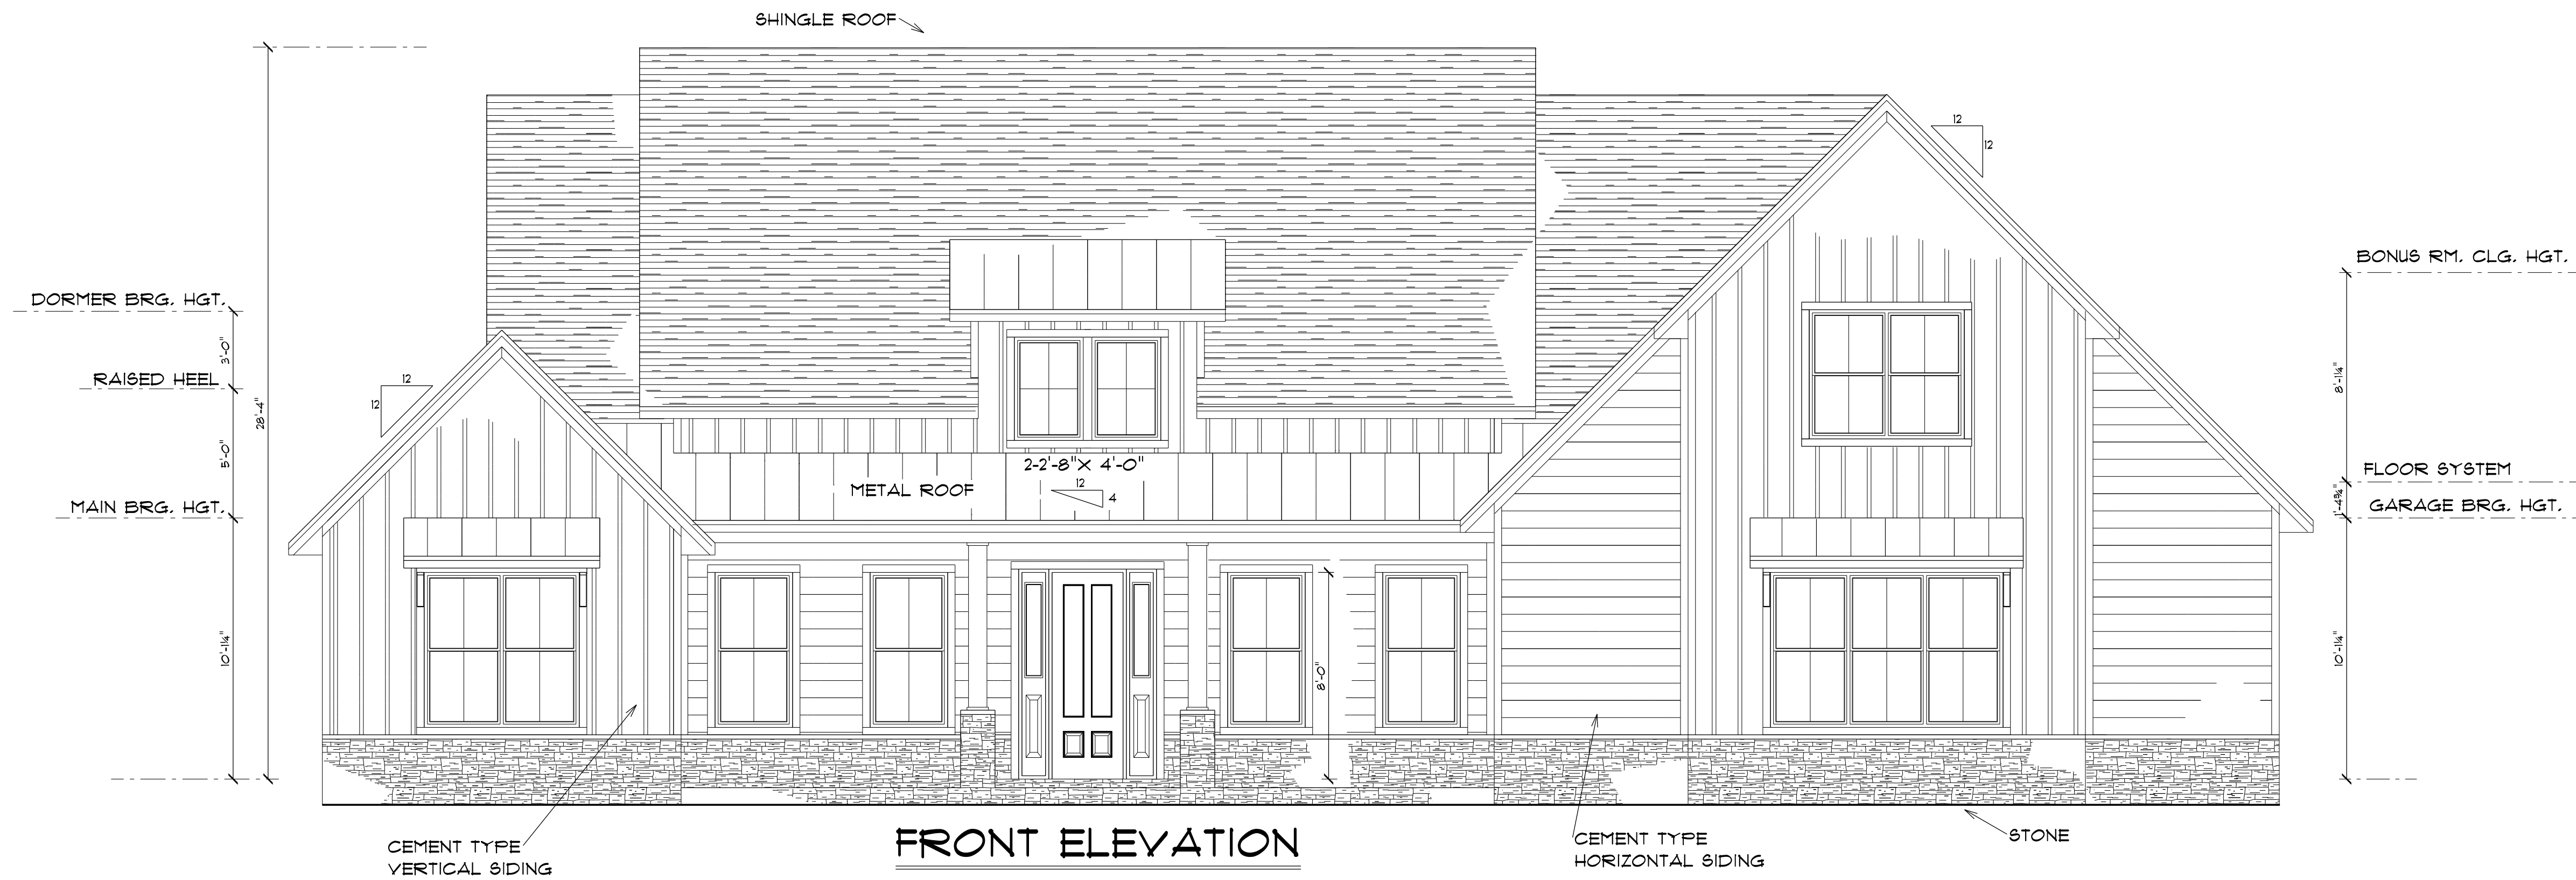 SHINGLE ROOF
12
12
BONUS RM. CLG. HGT.
DORMER BRG. HGT.
3'-0"
RAISED HEEL
12
12
28'-4"
8'-1¼"
5'-0"
2-2'-8"X 4'-0"
METAL ROOF
12
4
FLOOR SYSTEM
1'-4¾"
MAIN BRG. HGT.
GARAGE BRG. HGT.
10'-1¼"
8'-0"
10'-1¼"
CEMENT TYPE
VERTICAL SIDING
FRONT ELEVATION
CEMENT TYPE
HORIZONTAL SIDING
STONE